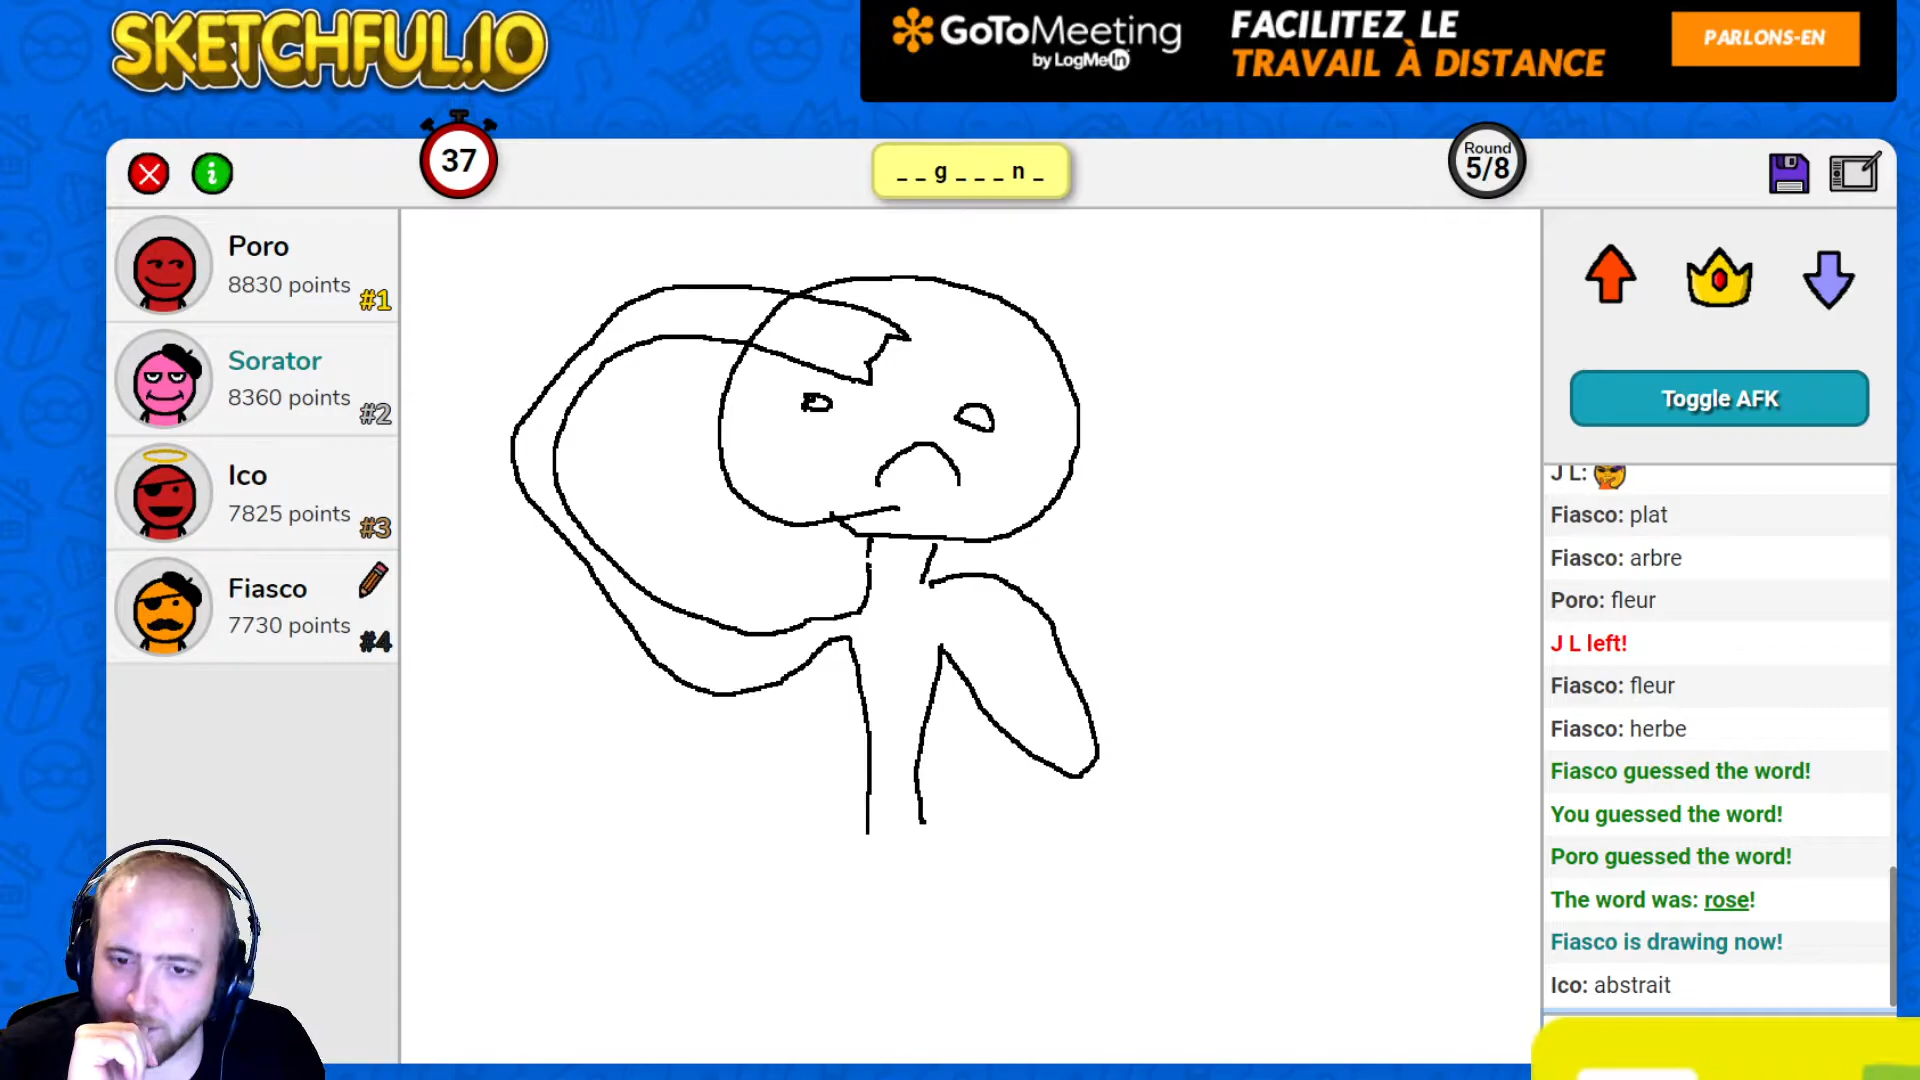 SKETCHFUL.IO
GoToMeeting
by LogMeIn
FACILITEZ LE
TRAVAIL À DISTANCE
PARLONS-EN
37
_ _ g _ _ _ n _
Round
5/8
Poro
8830 points
#1
Sorator
8360 points
#2
Ico
7825 points
#3
Fiasco
7730 points
#4
Toggle AFK
J L:
Fiasco: plat
Fiasco: arbre
Poro: fleur
J L left!
Fiasco: fleur
Fiasco: herbe
Fiasco guessed the word!
You guessed the word!
Poro guessed the word!
The word was: rose!
Fiasco is drawing now!
Ico: abstrait